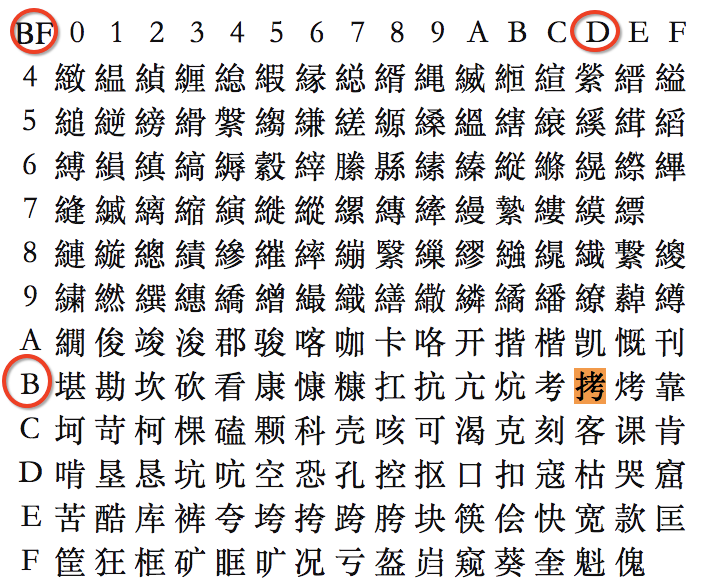 BF 0 1 2 3 4 5 6 7 8 9 A B C D E F
4 緻 緼 緽 緾 緿 縀 縁 縂 縃 縄 縅 縆 縇 縈 縉 縊
5 縋 縌 縍 縎 縏 縐 縑 縒 縓 縔 縕 縖 縗 縘 縙 縚
6 縛 縜 縝 縞 縟 縠 縡 縢 縣 縤 縥 縦 縧 縨 縩 縪
7 縫 縬 縭 縮 縯 縰 縱 縲 縳 縴 縵 縶 縷 縸 縹
8 縺 縼 總 績 縿 繀 繂 繃 繄 繅 繆 繈 繉 繊 繋 繌
9 繍 繎 繏 繐 繑 繒 繓 織 繕 繖 繗 繘 繙 繚 繛 繜
A 繝 俊 竣 浚 郡 骏 喀 咖 卡 咯 开 揩 楷 凯 慨 刊
B 堪 勘 坎 砍 看 康 慷 糠 扛 抗 亢 炕 考 拷 烤 靠
C 坷 苛 柯 棵 磕 颗 科 壳 咳 可 渴 克 刻 客 课 肯
D 啃 垦 恳 坑 吭 空 恐 孔 控 抠 口 扣 寇 枯 哭 窟
E 苦 酷 库 裤 夸 垮 挎 跨 胯 块 筷 侩 快 宽 款 匡
F 筐 狂 框 矿 眶 旷 况 亏 盔 岿 窥 葵 奎 魁 傀